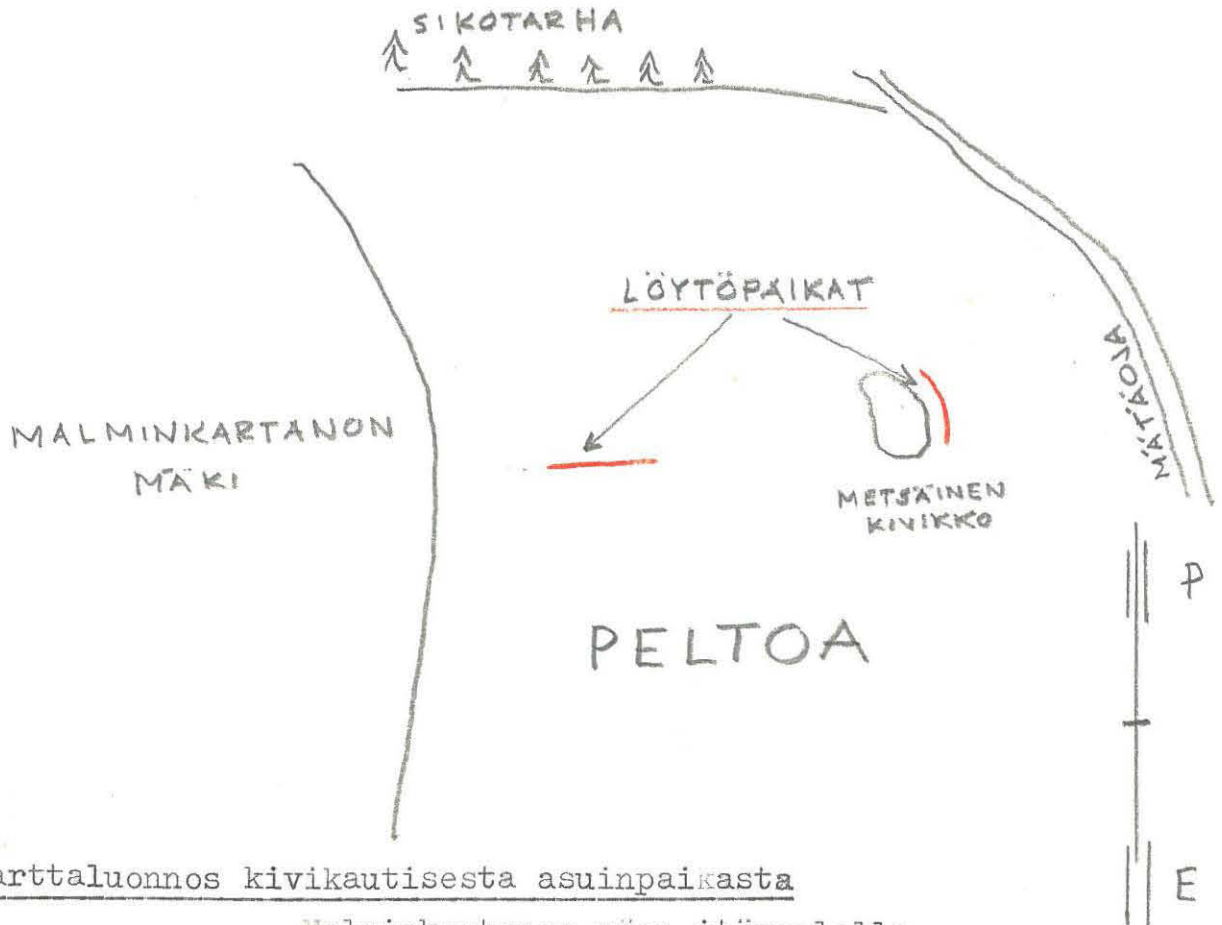 SIKOTARHA
LÖYTÖPAIKAT
MÄTÄOJA
MALMINKARTANON
MÄKI
METSÄINEN
KIVIKKO
P
PELTOA
E
arttaluonnos kivikautisesta asuinpaikasta